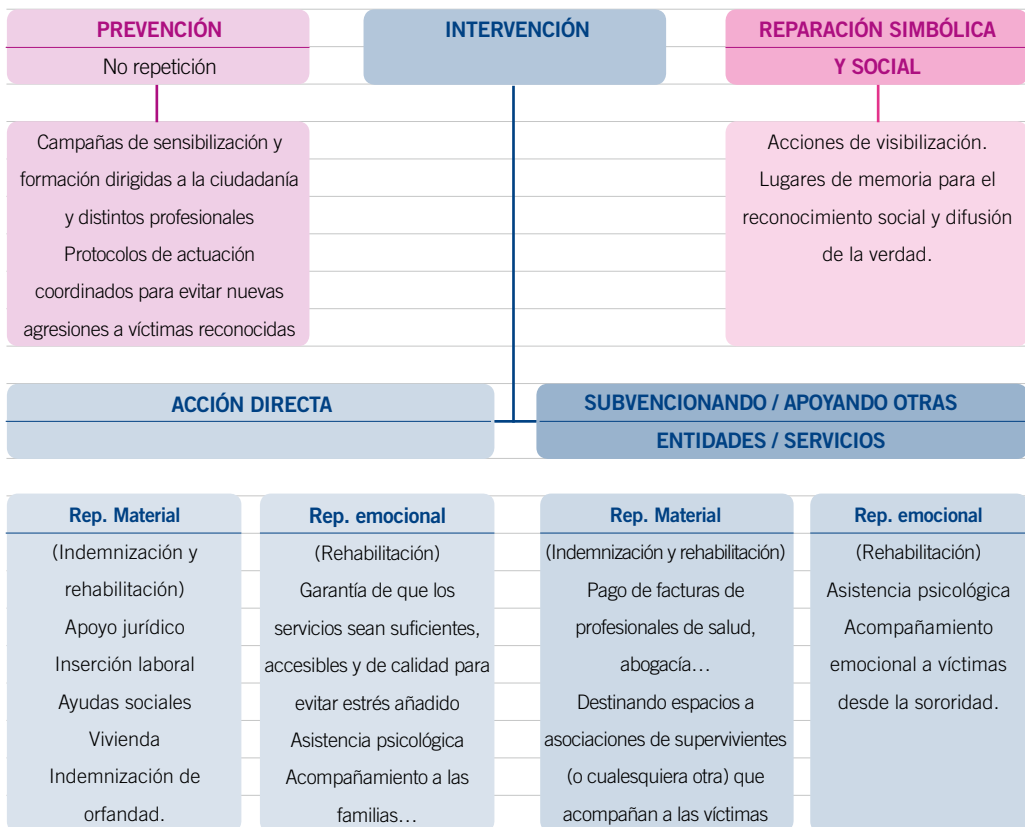 PREVENCIÓN
No repetición
Campañas de sensibilización y
formación dirigidas a la ciudadanía
y distintos profesionales
Protocolos de actuación
coordinados para evitar nuevas
agresiones a víctimas reconocidas
INTERVENCIÓN
REPARACIÓN SIMBÓLICA
Y SOCIAL
Acciones de visibilización.
Lugares de memoria para el
reconocimiento social y difusión
de la verdad.
ACCIÓN DIRECTA
SUBVENCIONANDO / APOYANDO OTRAS
ENTIDADES / SERVICIOS
Rep. Material
(Indemnización y
rehabilitación)
Apoyo jurídico
Inserción laboral
Ayudas sociales
Vivienda
Indemnización de
orfandad.
Rep. emocional
(Rehabilitación)
Garantía de que los
servicios sean suficientes,
accesibles y de calidad para
evitar estrés añadido
Asistencia psicológica
Acompañamiento a las
familias…
Rep. Material
(Indemnización y rehabilitación)
Pago de facturas de
profesionales de salud,
abogacía…
Destinando espacios a
asociaciones de supervivientes
(o cualesquiera otra) que
acompañan a las víctimas
Rep. emocional
(Rehabilitación)
Asistencia psicológica
Acompañamiento
emocional a víctimas
desde la sororidad.